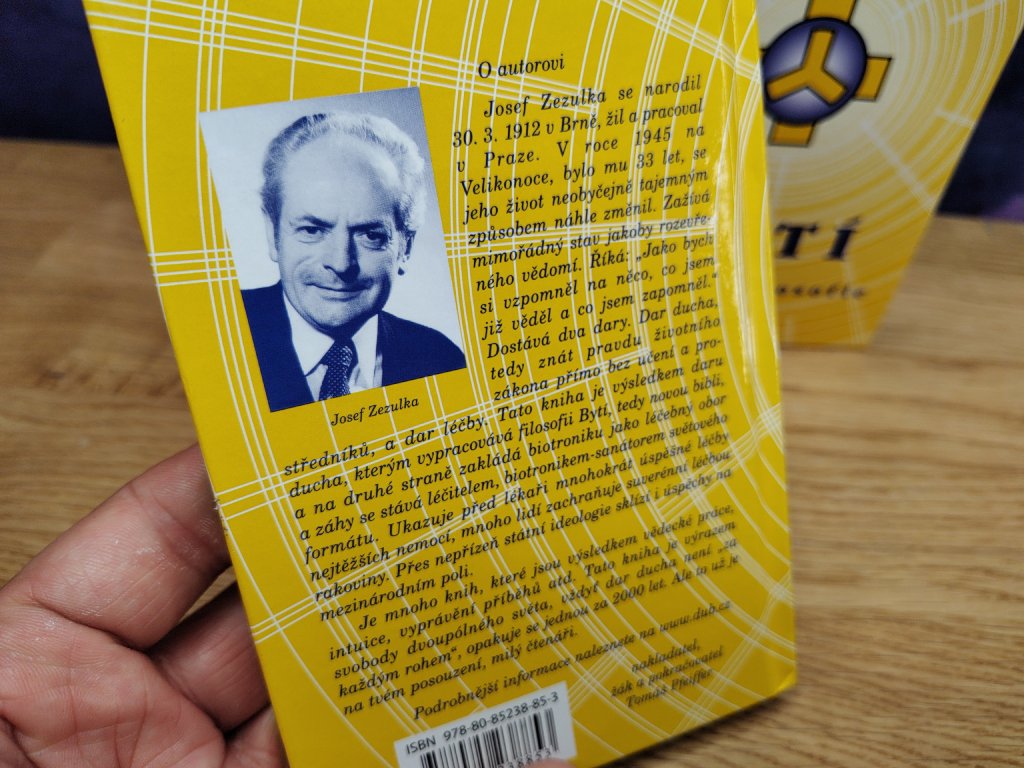 O autorovi
Josef Zezulka se narodil
30. 3. 1912 v Brně, žil a pracoval
v Praze. V roce 1945 na
Velikonoce, bylo mu 33 let, se
jeho život neobyčejně tajemným
způsobem náhle změnil. Zažívá
mimořádný stav jakoby rozevře-
ného vědomí. Říká: „Jako bych
si vzpomněl na něco, co jsem
již věděl a co jsem zapomněl.“
Dostává dva dary. Dar ducha,
tedy znát pravdu životního
zákona přímo bez učení a pro-
středníků, a dar léčby. Tato kniha je výsledkem daru
ducha, kterým vypracovává filosofii Bytí, tedy novou bibli,
a na druhé straně zakládá biotroniku jako léčebný obor
a záhy se stává léčitelem, biotronikem-sanátorem světového
formátu. Ukazuje před lékaři mnohokrát úspěšné léčby
nejtěžších nemocí, mnoho lidí zachraňuje suverénní léčbou
rakoviny. Přes nepřízeň státní ideologie sklízí i úspěchy na
mezinárodním poli.
Je mnoho knih, které jsou výsledkem vědecké práce,
intuice, vyprávění příběhů atd. Tato kniha je výrazem
svobody dvoupólného světa, vždyť dar ducha není „za
každým rohem“, opakuje se jednou za 2000 let. Ale to už je
na tvém posouzení, milý čtenáři.
Podrobnější informace naleznete na www.dub.cz
nakladatel,
žák a pokračovatel
Tomáš Pfeiffer
Josef Zezulka
ISBN 978-80-85238-85-3
TÍ